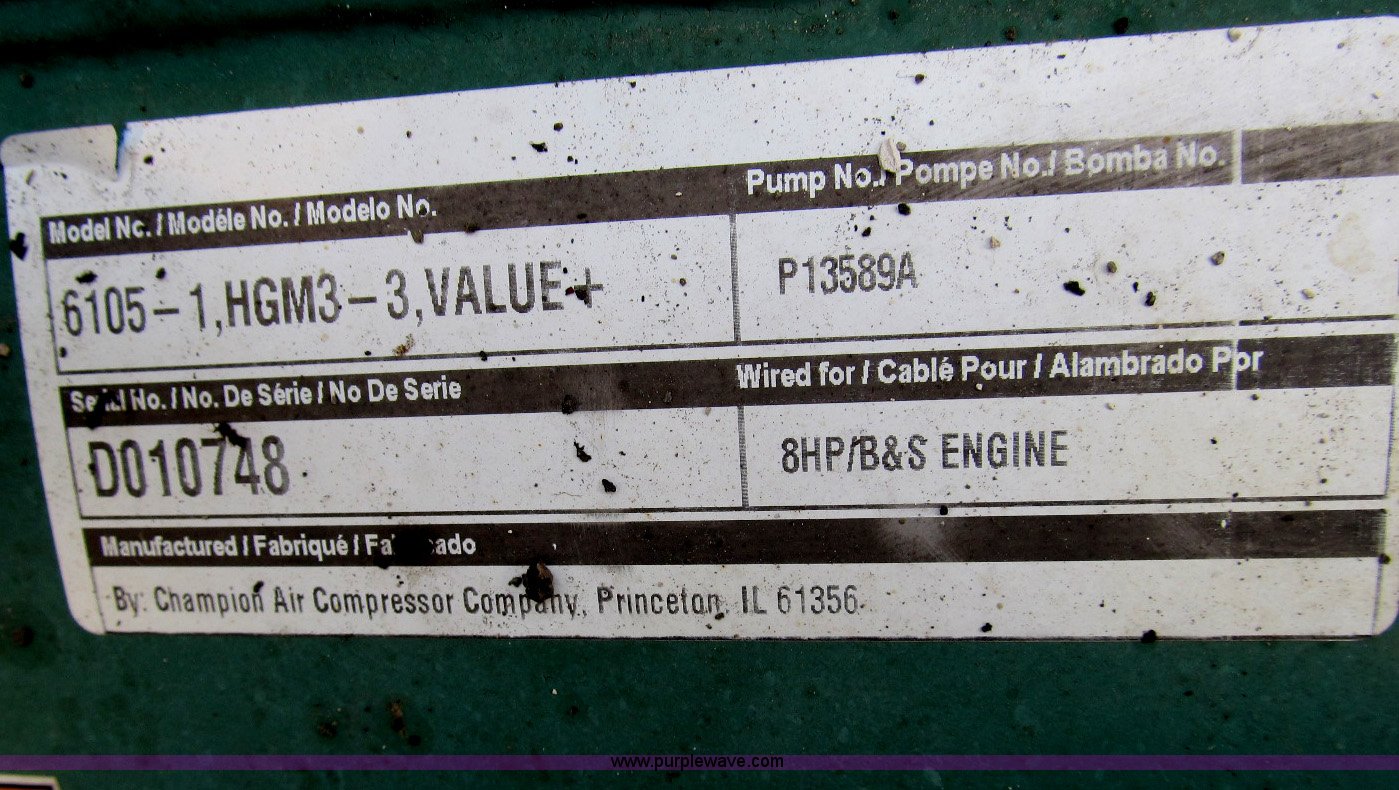 Model No. / Modéle No. / Modelo No.
Pump No./ Pompe No./ Bomba No.
6105-1,HGM3-3,VALUE+
P13589A
Serial No. / No. De Série / No De Serie
Wired for / Cablé Pour / Alambrado Por
D010748
8HP/B&S ENGINE
Manufactured / Fabriqué /
By: Champion Air Compressor Company, Princeton, IL 61356
www.purplewave.com